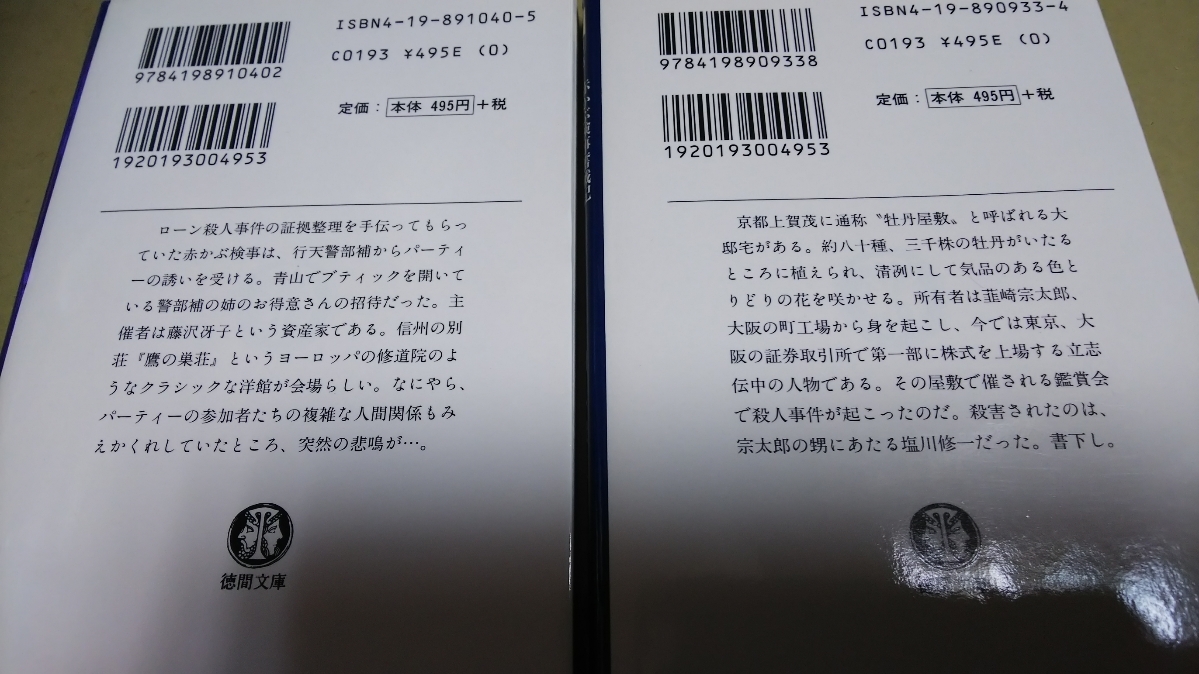 ISBN4-19-891040-5
9784198910402
C0193 ¥495E (0)
定価：本体 495円+税
1920193004953
ローン殺人事件の証拠整理を手伝ってもらっ
ていた赤かぶ検事は、行天警部補からパーティ
ーの誘いを受ける。青山でブティックを開いて
いる警部補の姉のお得意さんの招待だった。主
催者は藤沢冴子という資産家である。信州の別
荘『鷹の巣荘』というヨーロッパの修道院のよ
うなクラシックな洋館が会場らしい。なにやら、
パーティーの参加者たちの複雑な人間関係もみ
えかくれしていたところ、突然の悲鳴が…。
徳間文庫
ISBN4-19-890933-4
9784198909338
C0193 ¥495E (0)
定価：本体 495円+税
1920193004953
京都上賀茂に通称〝牡丹屋敷〟と呼ばれる大
邸宅がある。約八十種、三千株の牡丹がいたる
ところに植えられ、清冽にして気品のある色と
りどりの花を咲かせる。所有者は韮崎宗太郎、
大阪の町工場から身を起こし、今では東京、大
阪の証券取引所で第一部に株式を上場する立志
伝中の人物である。その屋敷で催される鑑賞会
で殺人事件が起こったのだ。殺害されたのは、
宗太郎の甥にあたる塩川修一だった。書下し。